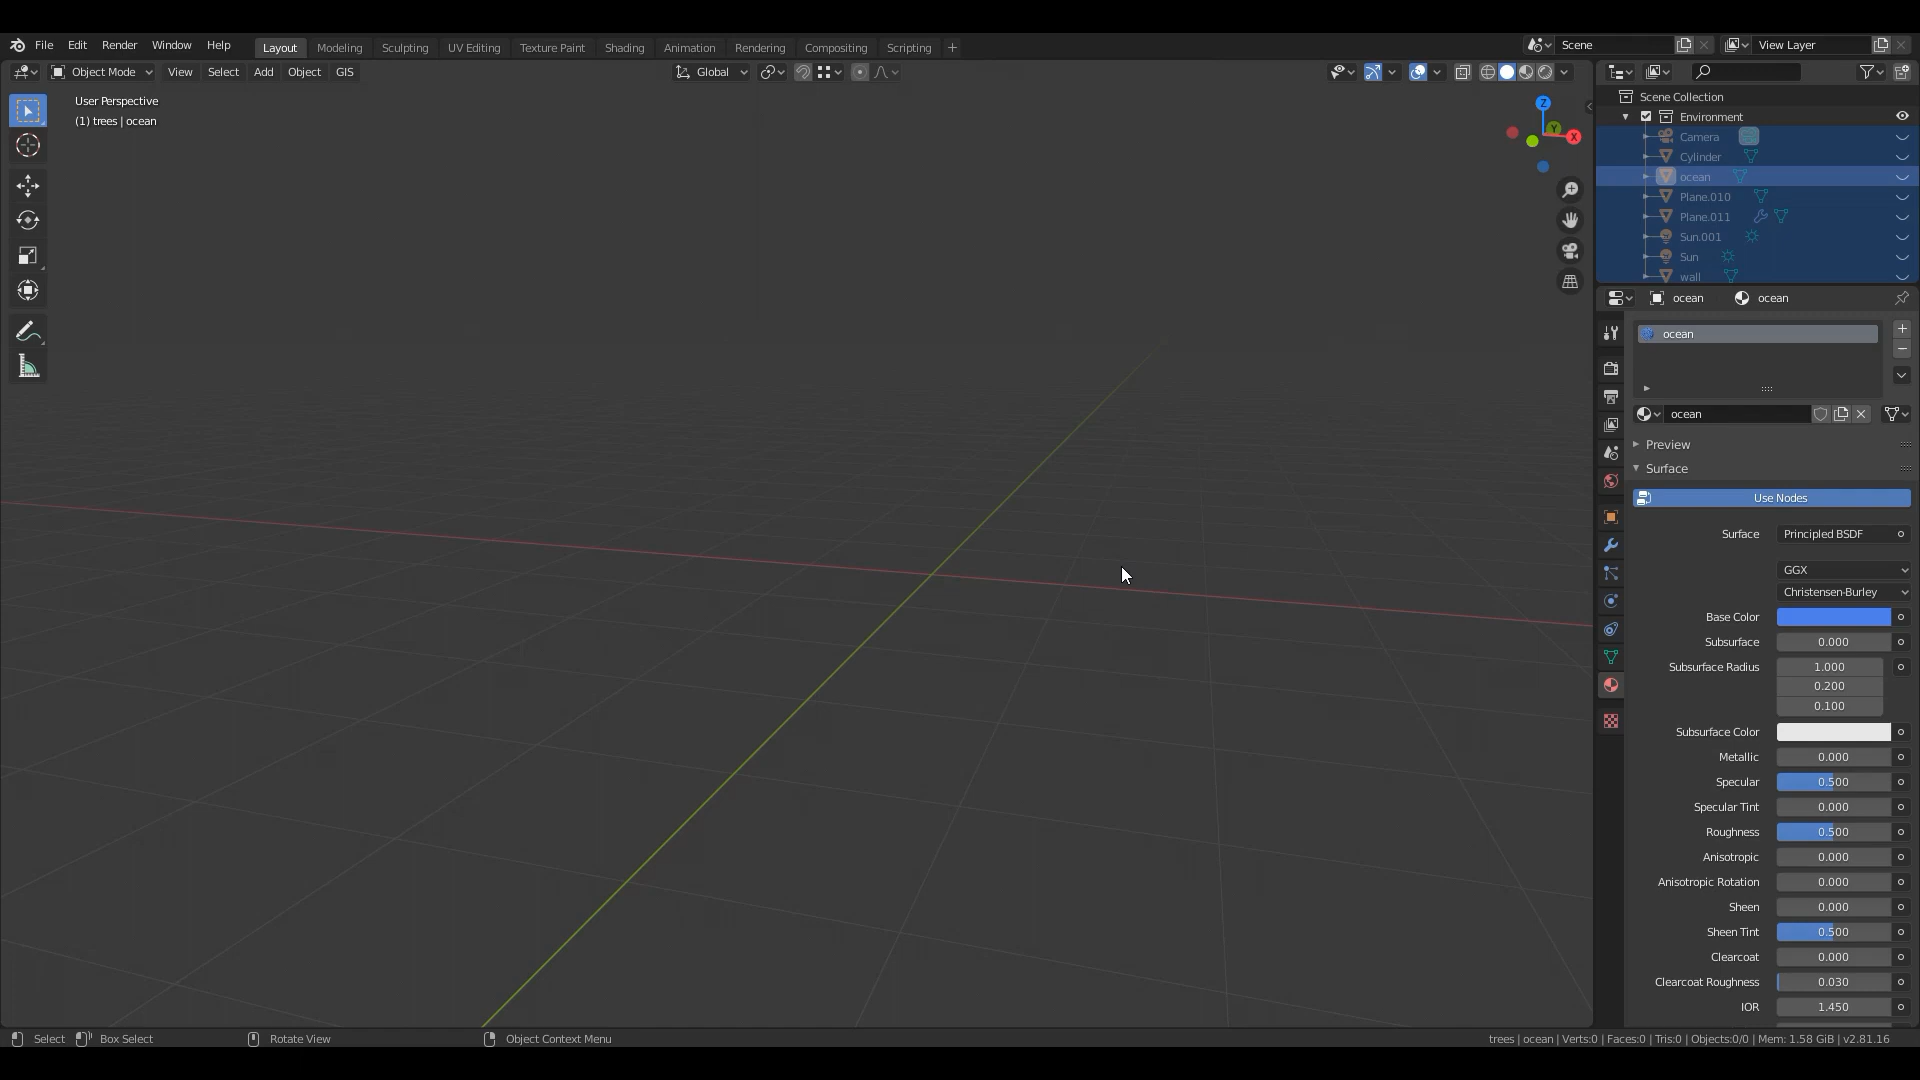 File Edit Render Window Help Layout Modeling Sculpting UV Editing Texture Paint Shading Animation Rendering Compositing Scripting + Scene View Layer
Object Mode View Select Add Object GIS Global
User Perspective
(1) trees | ocean
Z
Y
X
Scene Collection
Environment
Camera
Cylinder
ocean
Plane.010
Plane.011
Sun.001
Sun
wall
ocean ocean
ocean
ocean
Preview
Surface
Use Nodes
Surface Principled BSDF
GGX
Christensen-Burley
Base Color
Subsurface 0.000
Subsurface Radius 1.000
0.200
0.100
Subsurface Color
Metallic 0.000
Specular 0.500
Specular Tint 0.000
Roughness 0.500
Anisotropic 0.000
Anisotropic Rotation 0.000
Sheen 0.000
Sheen Tint 0.500
Clearcoat 0.000
Clearcoat Roughness 0.030
IOR 1.450
Select Box Select Rotate View Object Context Menu trees | ocean | Verts:0 | Faces:0 | Tris:0 | Objects:0/0 | Mem: 1.58 GiB | v2.81.16